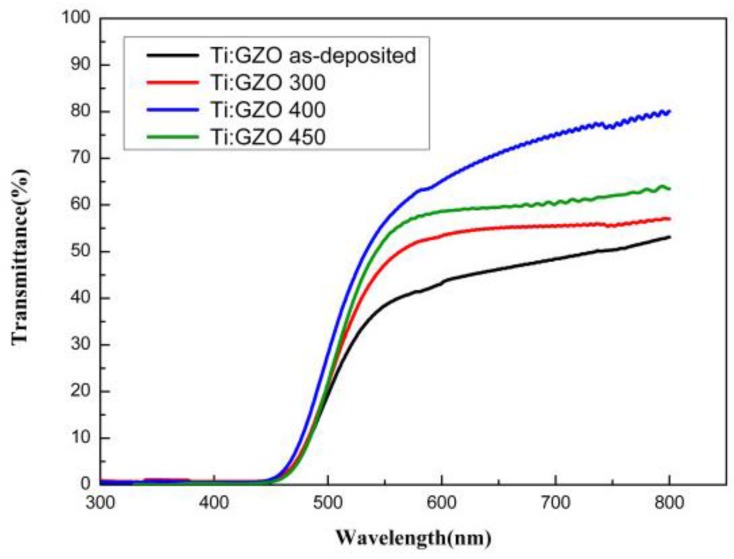 100
90
80
70
60
50
40
30
20
10
0
Transmittance(%)
Ti:GZO as-deposited
Ti:GZO 300
Ti:GZO 400
Ti:GZO 450
300 400 500 600 700 800
Wavelength(nm)